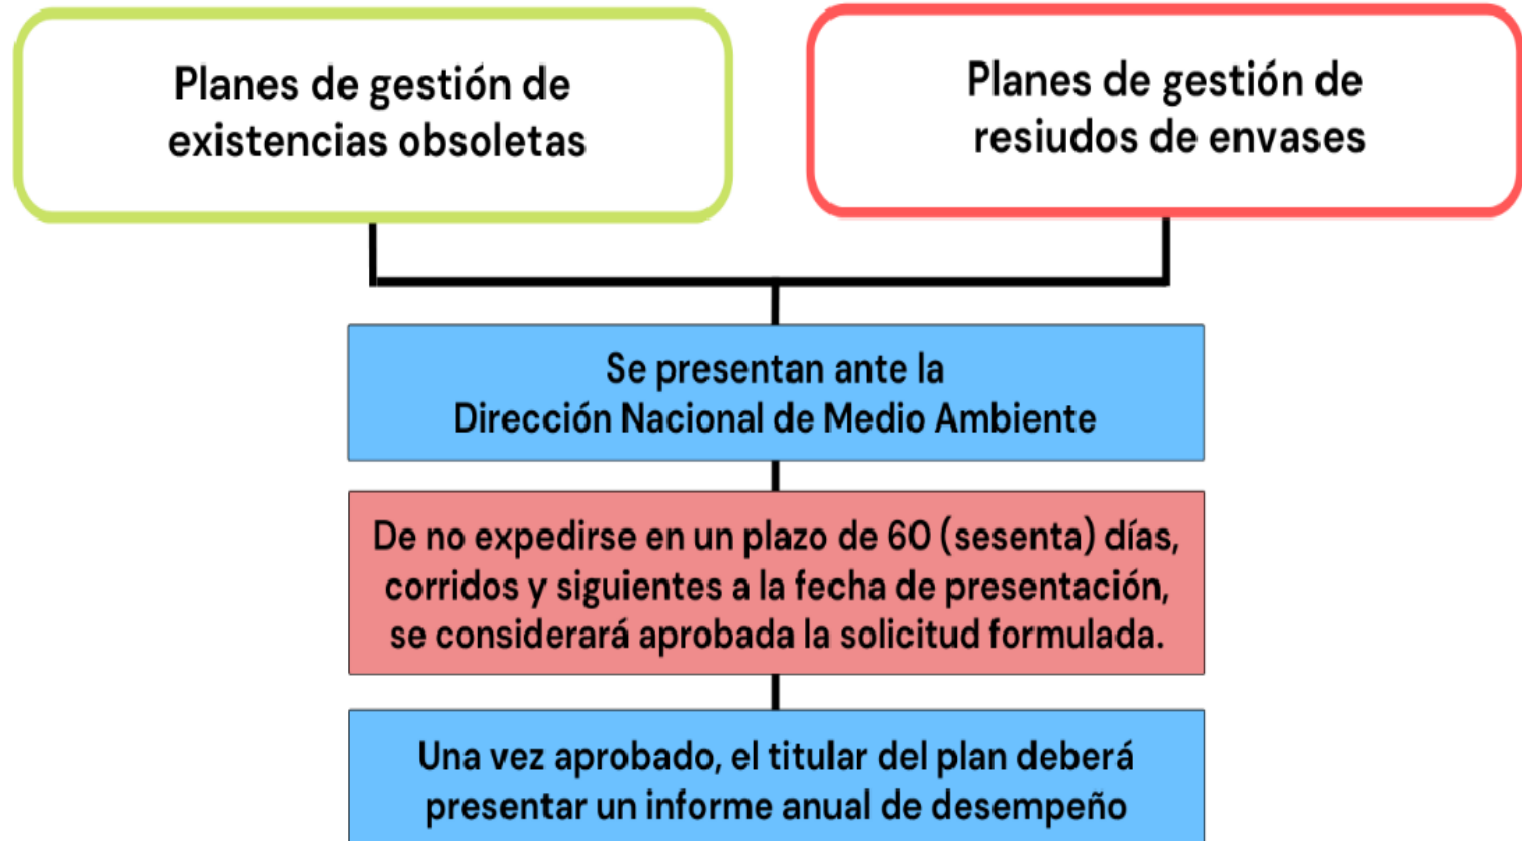 Planes de gestión de
existencias obsoletas
Planes de gestión de
resiudos de envases
Se presentan ante la
Dirección Nacional de Medio Ambiente
De no expedirse en un plazo de 60 (sesenta) días,
corridos y siguientes a la fecha de presentación,
se considerará aprobada la solicitud formulada.
Una vez aprobado, el titular del plan deberá
presentar un informe anual de desempeño